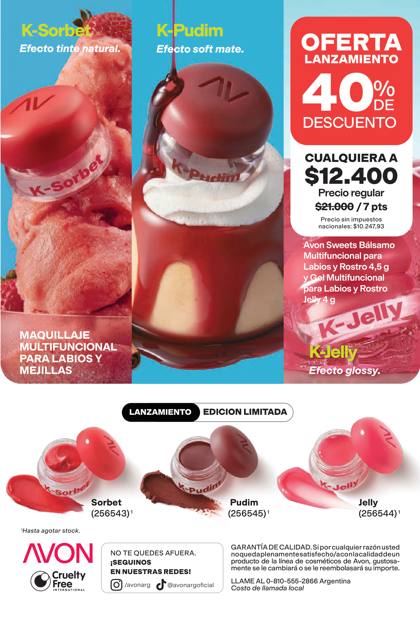 K-Sorbet
Efecto tinte natural.
K-Pudim
Efecto soft mate.
OFERTA
LANZAMIENTO
40% DE
DESCUENTO
CUALQUIERA A
$12.400
Precio regular
$21.000 / 7 pts
Precio sin impuestos
nacionales: $10.247,93
Avon Sweets Bálsamo
Multifuncional para
Labios y Rostro 4,5 g
y Gel Multifuncional
para Labios y Rostro
Jelly 4 g
K-Sorbet
K-Pudim
K-Jelly
K-Jelly
Efecto glossy.
MAQUILLAJE
MULTIFUNCIONAL
PARA LABIOS Y
MEJILLAS
LANZAMIENTO EDICION LIMITADA
K-Sorbet
K-Pudim
K-Jelly
Sorbet
(256543)¹
Pudim
(256545)¹
Jelly
(256544)¹
¹Hasta agotar stock.
AVON
Cruelty
Free
INTERNATIONAL
NO TE QUEDES AFUERA.
¡SEGUINOS
EN NUESTRAS REDES!
/avonarg @avonargoficial
GARANTÍA DE CALIDAD. Si por cualquier razón usted
no queda plenamente satisfecho/a con la calidad de un
producto de la línea de cosméticos de Avon, gustosamente
se le cambiará o se le reembolsará su importe.
LLAME AL 0-810-555-2866 Argentina
Costo de llamada local